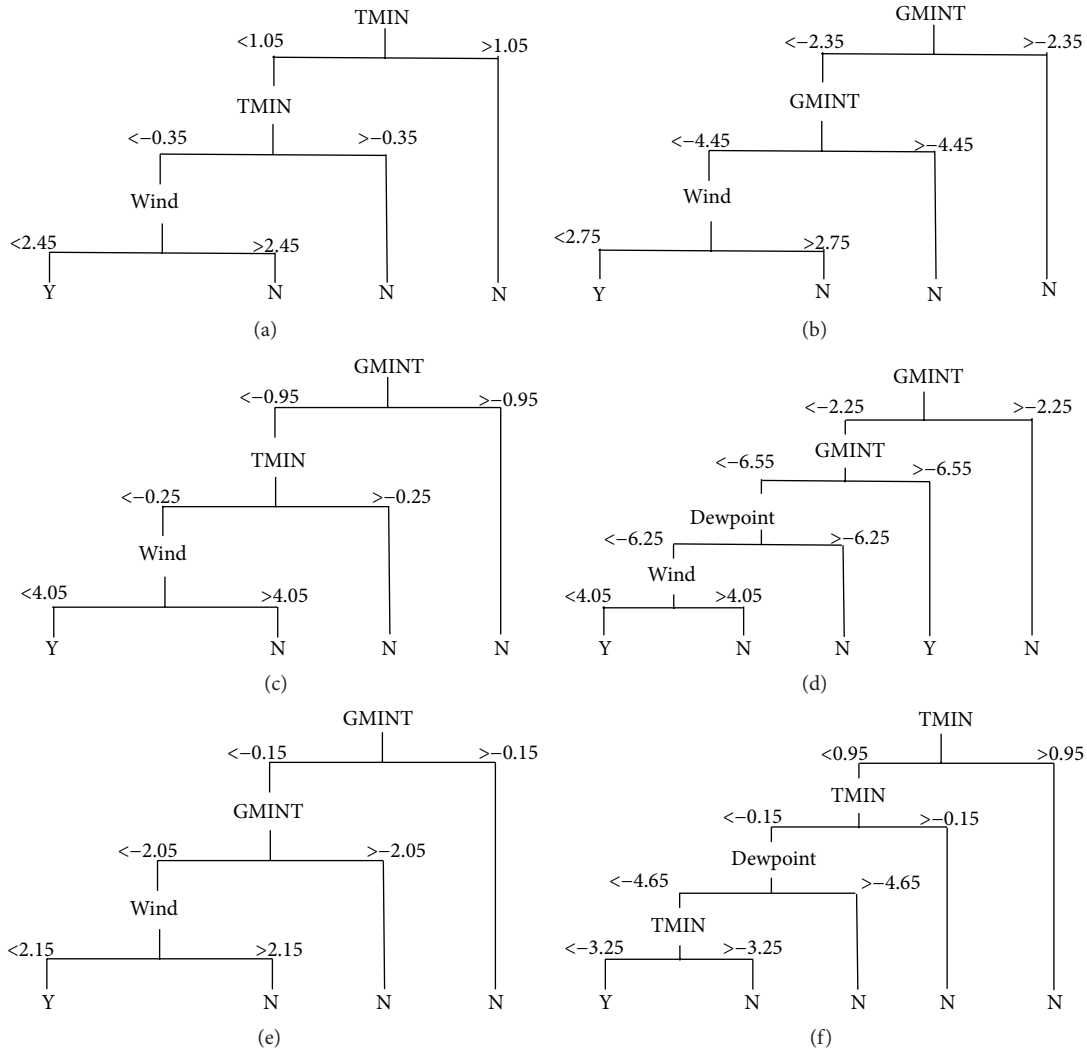 TMIN
<1.05 >1.05
TMIN
<−0.35 >−0.35
Wind
<2.45 >2.45
Y N N N
(a)
GMINT
<−2.35 >−2.35
GMINT
<−4.45 >−4.45
Wind
<2.75 >2.75
Y N N N
(b)
GMINT
<−0.95 >−0.95
TMIN
<−0.25 >−0.25
Wind
<4.05 >4.05
Y N N N
(c)
GMINT
<−2.25 >−2.25
GMINT
<−6.55 >−6.55
Dewpoint
<−6.25 >−6.25
Wind
<4.05 >4.05
Y N N Y N
(d)
GMINT
<−0.15 >−0.15
GMINT
<−2.05 >−2.05
Wind
<2.15 >2.15
Y N N N
(e)
TMIN
<0.95 >0.95
TMIN
<−0.15 >−0.15
Dewpoint
<−4.65 >−4.65
TMIN
<−3.25 >−3.25
Y N N N N
(f)